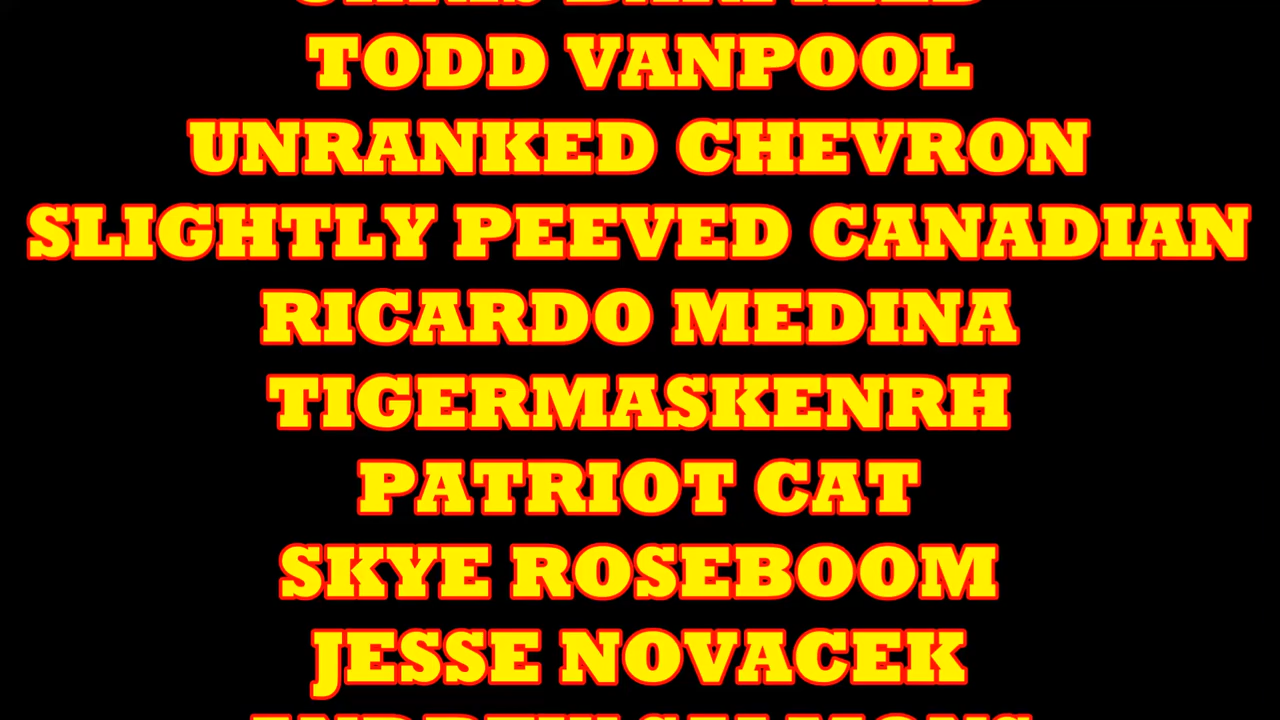 TODD VANPOOL
UNRANKED CHEVRON
SLIGHTLY PEEVED CANADIAN
RICARDO MEDINA
TIGERMASKENRH
PATRIOT CAT
SKYE ROSEBOOM
JESSE NOVACEK